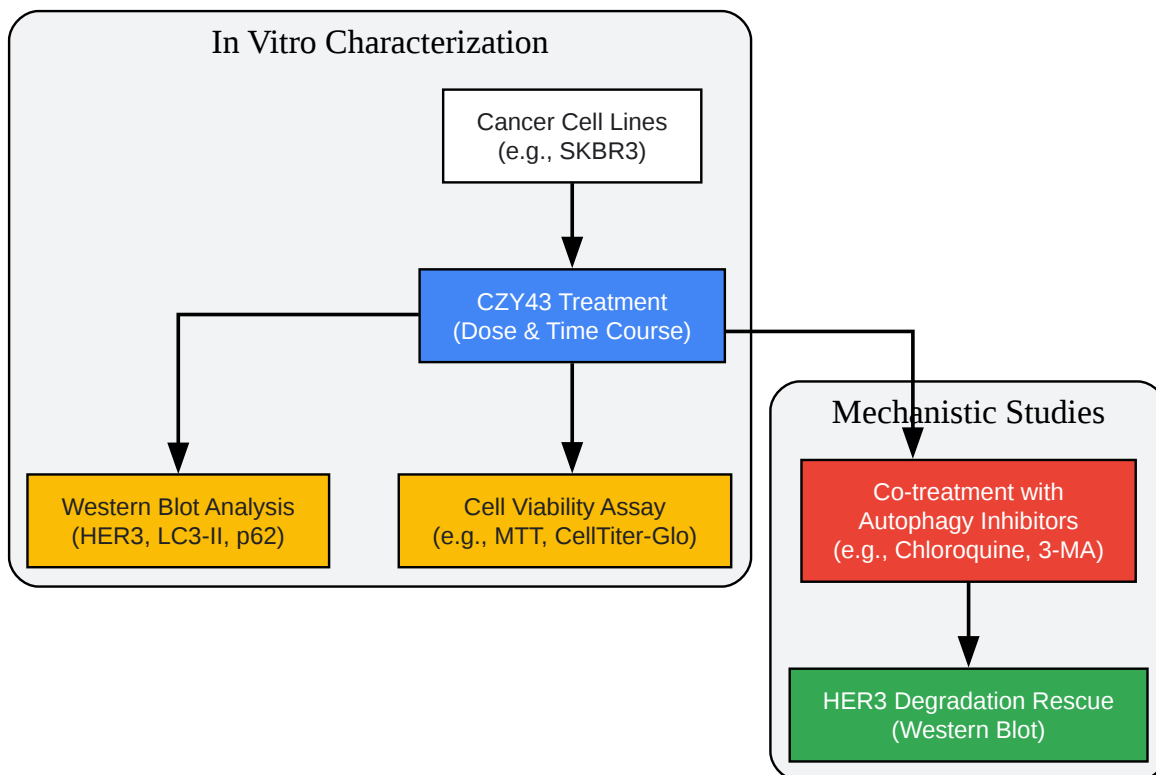 In Vitro Characterization
Cancer Cell Lines
(e.g., SKBR3)
CZY43 Treatment
(Dose & Time Course)
Western Blot Analysis
(HER3, LC3-II, p62)
Cell Viability Assay
(e.g., MTT, CellTiter-Glo)
Mechanistic Studies
Co-treatment with
Autophagy Inhibitors
(e.g., Chloroquine, 3-MA)
HER3 Degradation Rescue
(Western Blot)